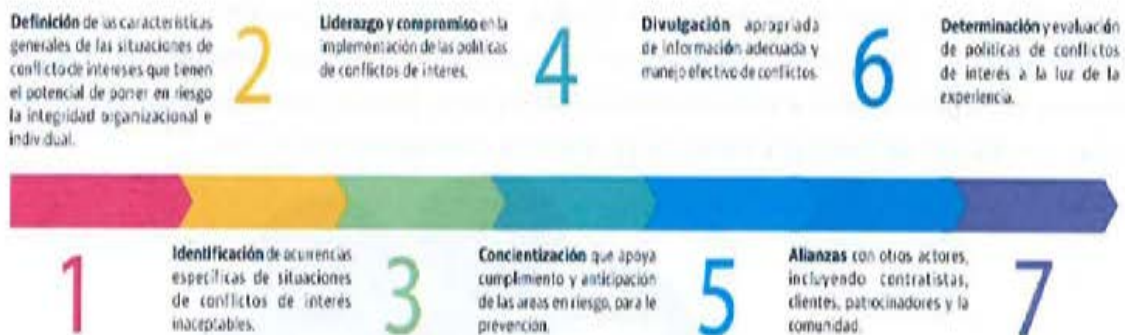 Definición de las características
generales de las situaciones de
conflicto de intereses que tienen
el potencial de poner en riesgo
la integridad organizacional e
individual.
2
Liderazgo y compromiso en la
implementación de las políticas
de conflictos de interés.
4
Divulgación apropriada
de información adecuada y
manejo efectivo de conflictos.
6
Determinación y evaluación
de políticas de conflictos
de interés a la luz de la
experiencia.
1
Identificación de ocurrencias
específicas de situaciones
de conflictos de interés
inaceptables.
3
Concientización que apoya
cumplimiento y anticipación
de las areas en riesgo, para le
prevención.
5
Alianzas con otros actores,
incluyendo contratistas,
clientes, patrocinadores y la
comunidad.
7